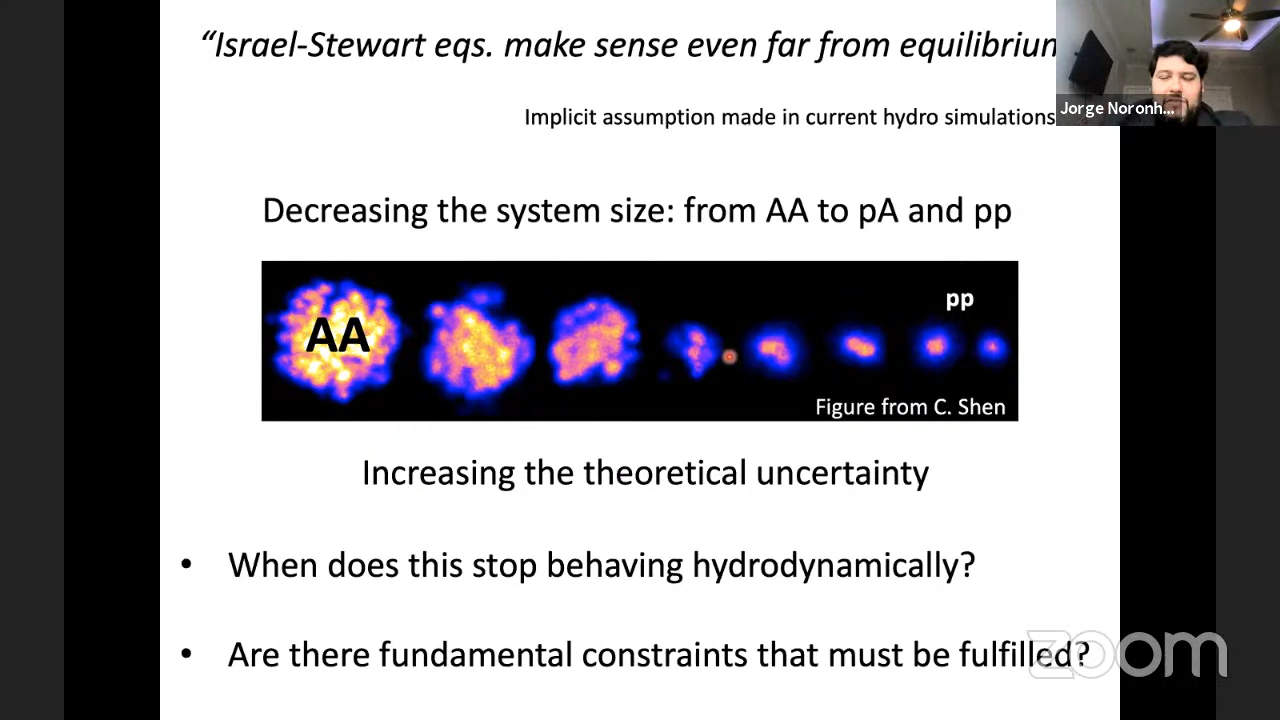 “Israel-Stewart eqs. make sense even far from equilibrium
Jorge Noronh...
Implicit assumption made in current hydro simulations
Decreasing the system size: from AA to pA and pp
AA
pp
Figure from C. Shen
Increasing the theoretical uncertainty
• When does this stop behaving hydrodynamically?
• Are there fundamental constraints that must be fulfilled?
zoom